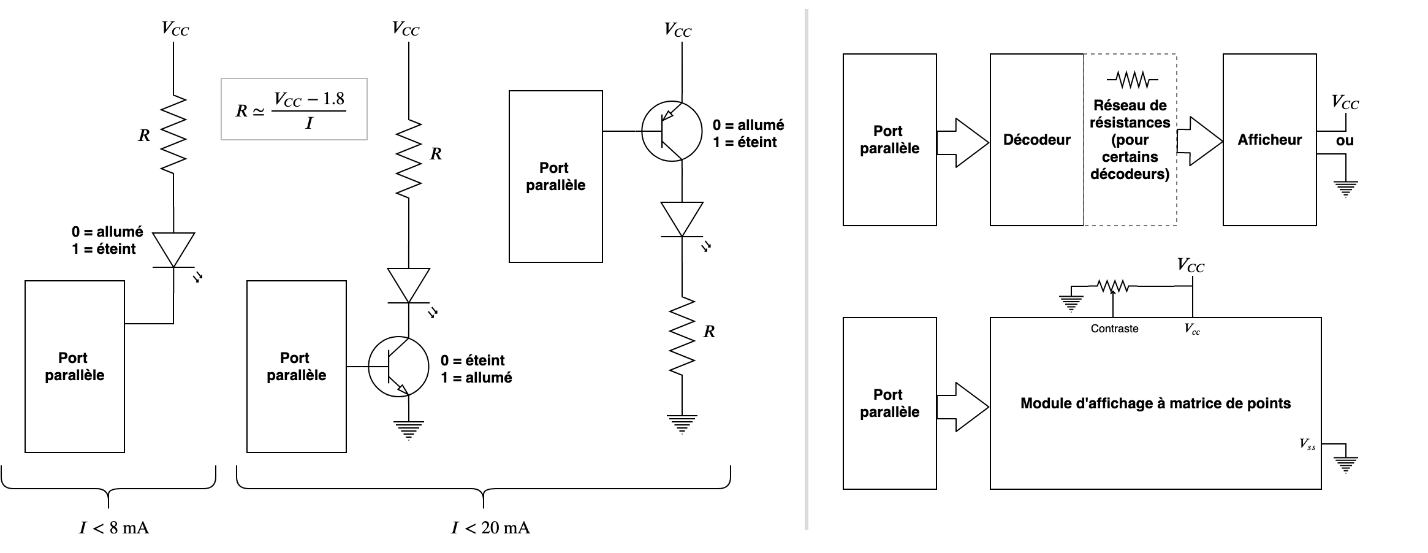 V_CC
R
0 = allumé
1 = éteint
Port
parallèle
I < 8 mA
R ≃ (V_CC − 1.8) / I
V_CC
R
Port
parallèle
0 = éteint
1 = allumé
V_CC
Port
parallèle
0 = allumé
1 = éteint
R
I < 20 mA
Port
parallèle
Décodeur
Réseau de
résistances
(pour
certains
décodeurs)
Afficheur
V_CC
ou
Port
parallèle
V_CC
Contraste
V_cc
Module d'affichage à matrice de points
V_ss